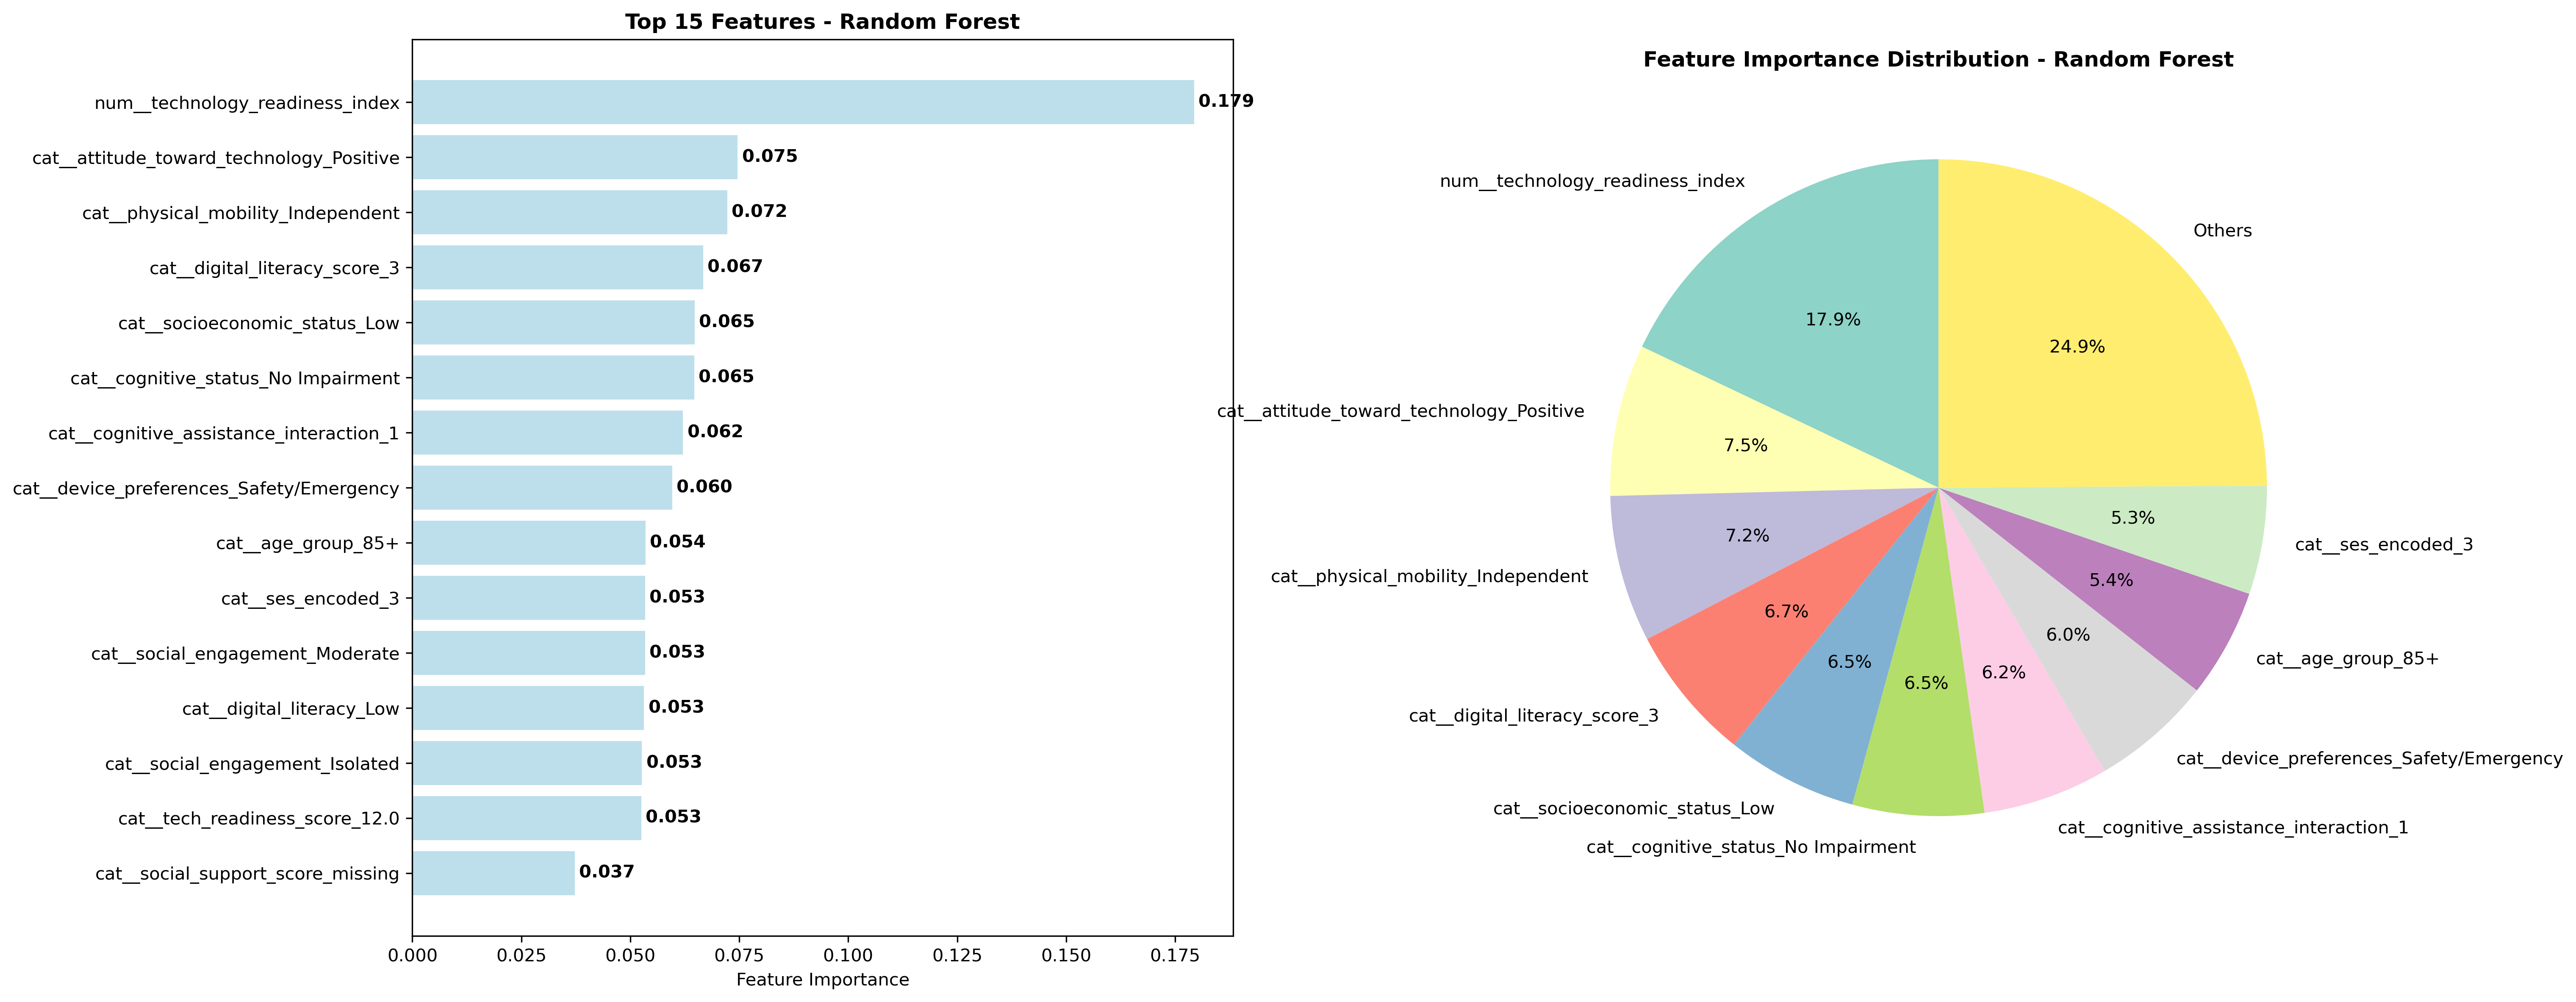 Top 15 Features - Random Forest
num__technology_readiness_index
0.179
cat__attitude_toward_technology_Positive
0.075
cat__physical_mobility_Independent
0.072
cat__digital_literacy_score_3
0.067
cat__socioeconomic_status_Low
0.065
cat__cognitive_status_No Impairment
0.065
cat__cognitive_assistance_interaction_1
0.062
cat__device_preferences_Safety/Emergency
0.060
cat__age_group_85+
0.054
cat__ses_encoded_3
0.053
cat__social_engagement_Moderate
0.053
cat__digital_literacy_Low
0.053
cat__social_engagement_Isolated
0.053
cat__tech_readiness_score_12.0
0.053
cat__social_support_score_missing
0.037
0.000 0.025 0.050 0.075 0.100 0.125 0.150 0.175
Feature Importance
Feature Importance Distribution - Random Forest
num__technology_readiness_index
17.9%
cat__attitude_toward_technology_Positive
7.5%
cat__physical_mobility_Independent
7.2%
cat__digital_literacy_score_3
6.7%
cat__socioeconomic_status_Low
6.5%
cat__cognitive_status_No Impairment
6.5%
cat__cognitive_assistance_interaction_1
6.2%
cat__device_preferences_Safety/Emergency
6.0%
cat__age_group_85+
5.4%
cat__ses_encoded_3
5.3%
Others
24.9%